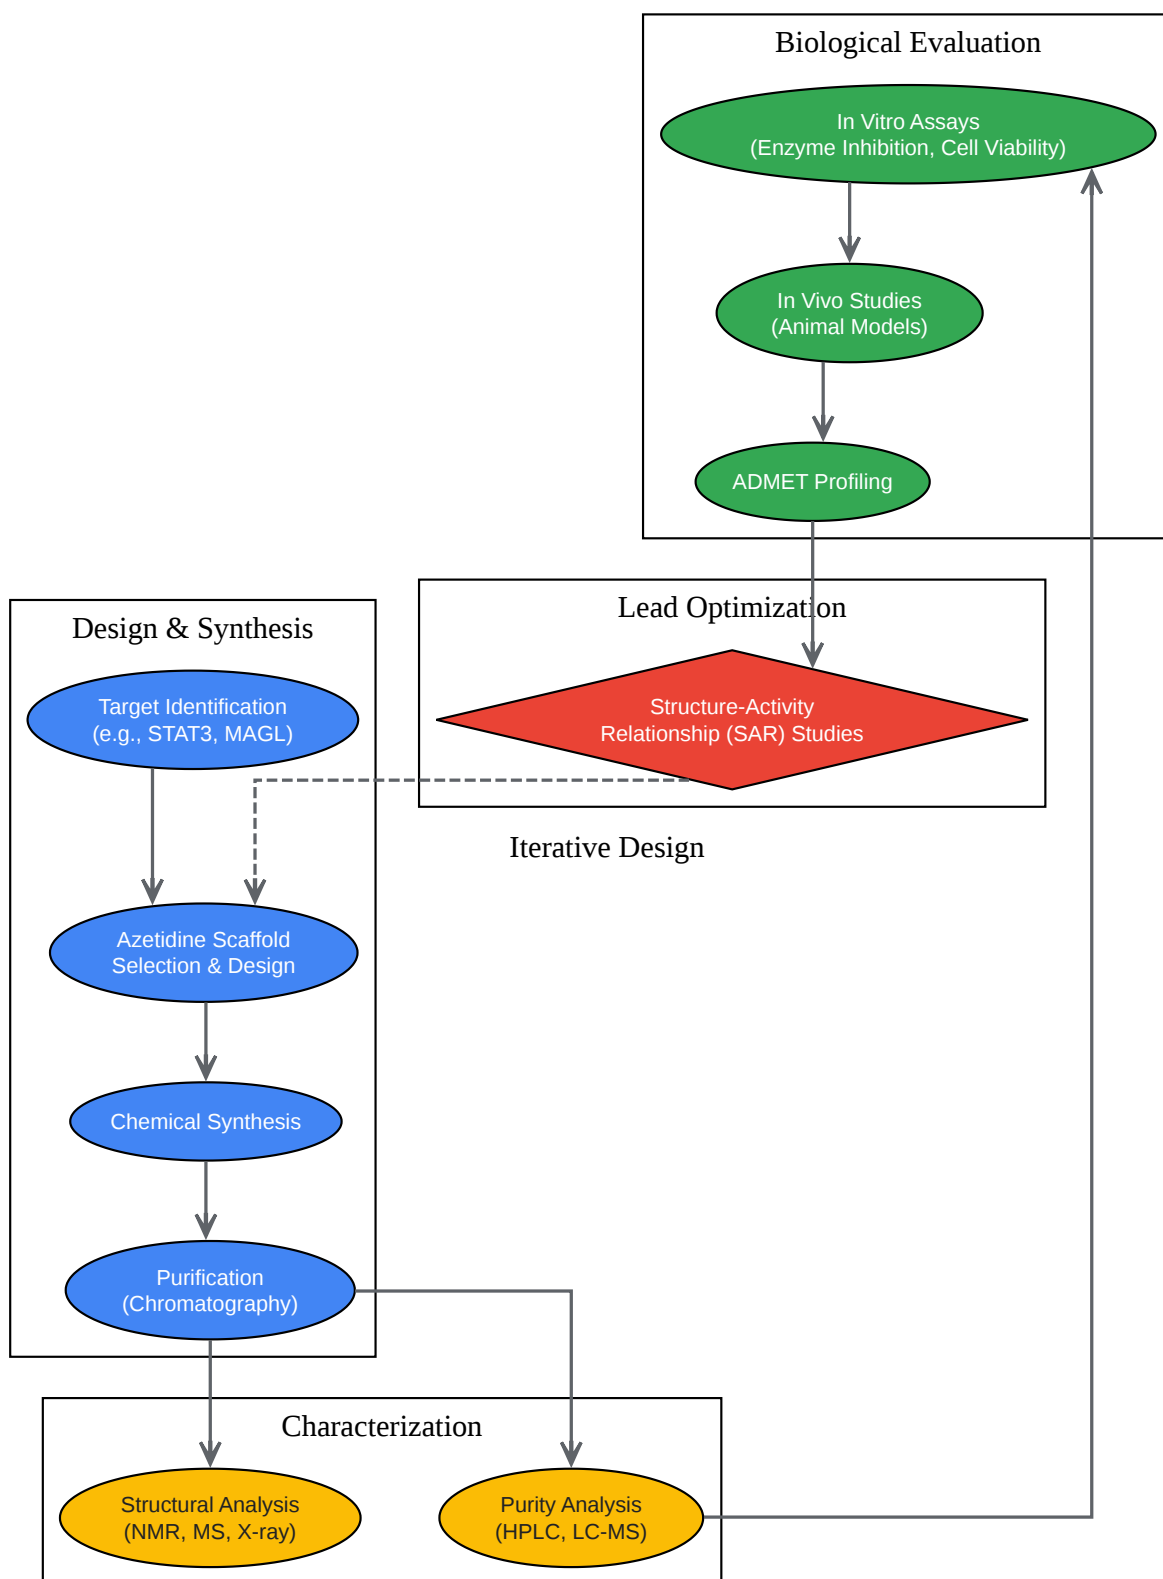 Biological Evaluation
In Vitro Assays
(Enzyme Inhibition, Cell Viability)
In Vivo Studies
(Animal Models)
ADMET Profiling
Lead Optimization
Structure-Activity
Relationship (SAR) Studies
Iterative Design
Design & Synthesis
Target Identification
(e.g., STAT3, MAGL)
Azetidine Scaffold
Selection & Design
Chemical Synthesis
Purification
(Chromatography)
Characterization
Structural Analysis
(NMR, MS, X-ray)
Purity Analysis
(HPLC, LC-MS)